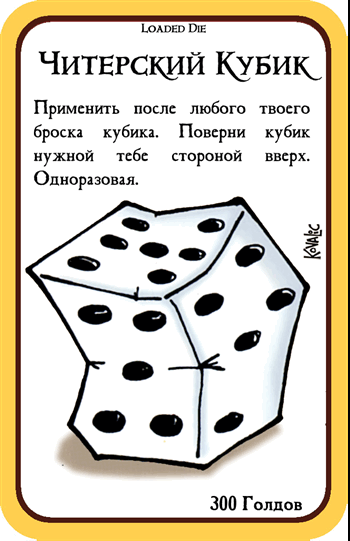 Loaded Die
Читерский Кубик
Применить после любого твоего
броска кубика. Поверни кубик
нужной тебе стороной вверх.
Одноразовая.
Kovalic
300 Голдов